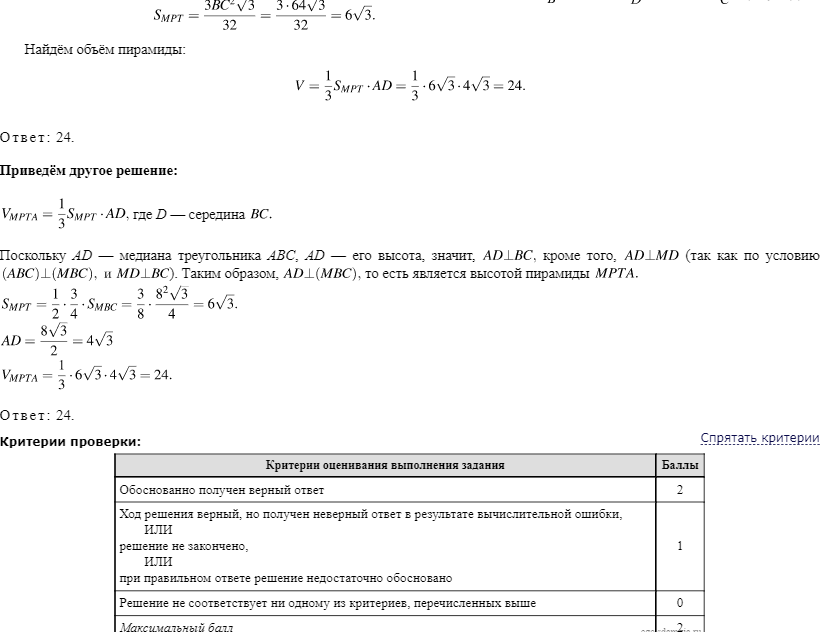 S_{MPT} = \frac{3BC^2\sqrt{3}}{32} = \frac{3 \cdot 64\sqrt{3}}{32} = 6\sqrt{3}.
Найдём объём пирамиды:
V = \frac{1}{3}S_{MPT} \cdot AD = \frac{1}{3} \cdot 6\sqrt{3} \cdot 4\sqrt{3} = 24.
Ответ: 24.
Приведём другое решение:
V_{MPTA} = \frac{1}{3}S_{MPT} \cdot AD, где D — середина BC.
Поскольку AD — медиана треугольника ABC, AD — его высота, значит, AD⊥BC, кроме того, AD⊥MD (так как по условию
(ABC)⊥(MBC), и MD⊥BC). Таким образом, AD⊥(MBC), то есть является высотой пирамиды MPTA.
S_{MPT} = \frac{1}{2} \cdot \frac{3}{4} \cdot S_{MBC} = \frac{3}{8} \cdot \frac{8^2\sqrt{3}}{4} = 6\sqrt{3}.
AD = \frac{8\sqrt{3}}{2} = 4\sqrt{3}
V_{MPTA} = \frac{1}{3} \cdot 6\sqrt{3} \cdot 4\sqrt{3} = 24.
Ответ: 24.
Критерии проверки:
Спрятать критерии
Критерии оценивания выполнения задания Баллы
Обоснованно получен верный ответ 2
Ход решения верный, но получен неверный ответ в результате вычислительной ошибки,
ИЛИ
решение не закончено, 1
ИЛИ
при правильном ответе решение недостаточно обосновано
Решение не соответствует ни одному из критериев, перечисленных выше 0
Максимальный балл 2